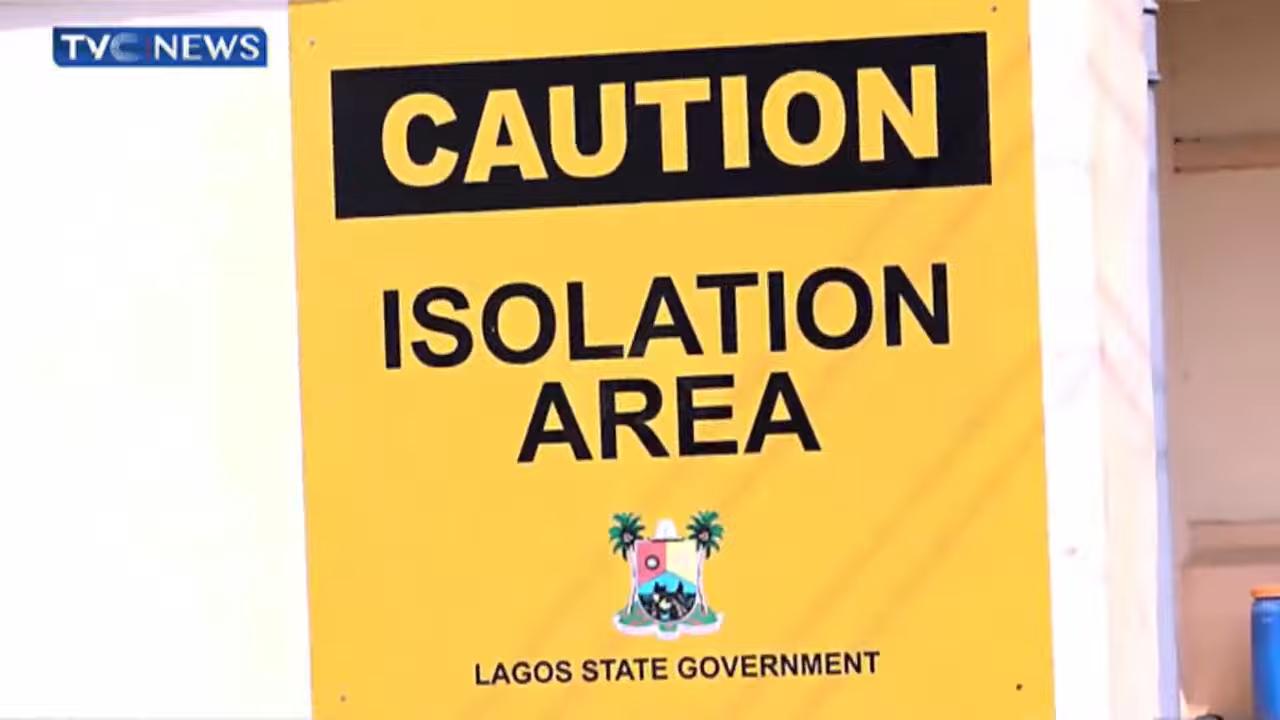 TVC NEWS
CAUTION
ISOLATION
AREA
LAGOS STATE GOVERNMENT